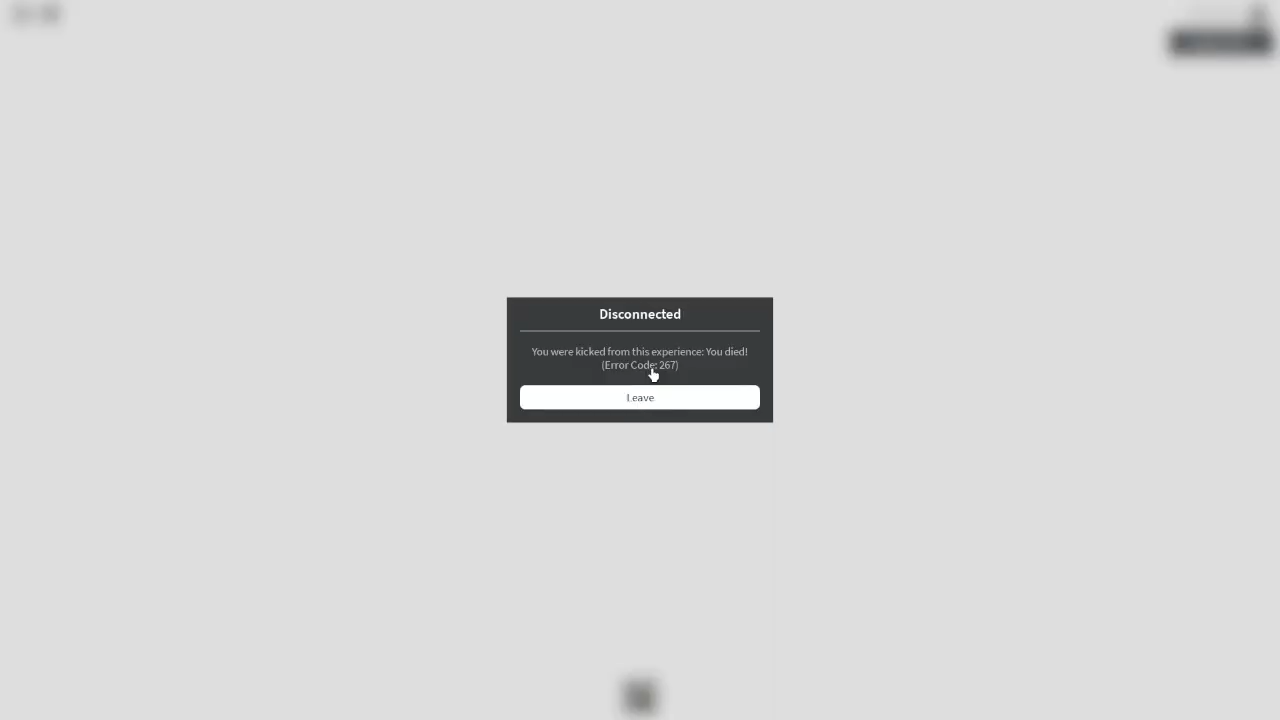 Disconnected
You were kicked from this experience: You died!
(Error Code: 267)
Leave